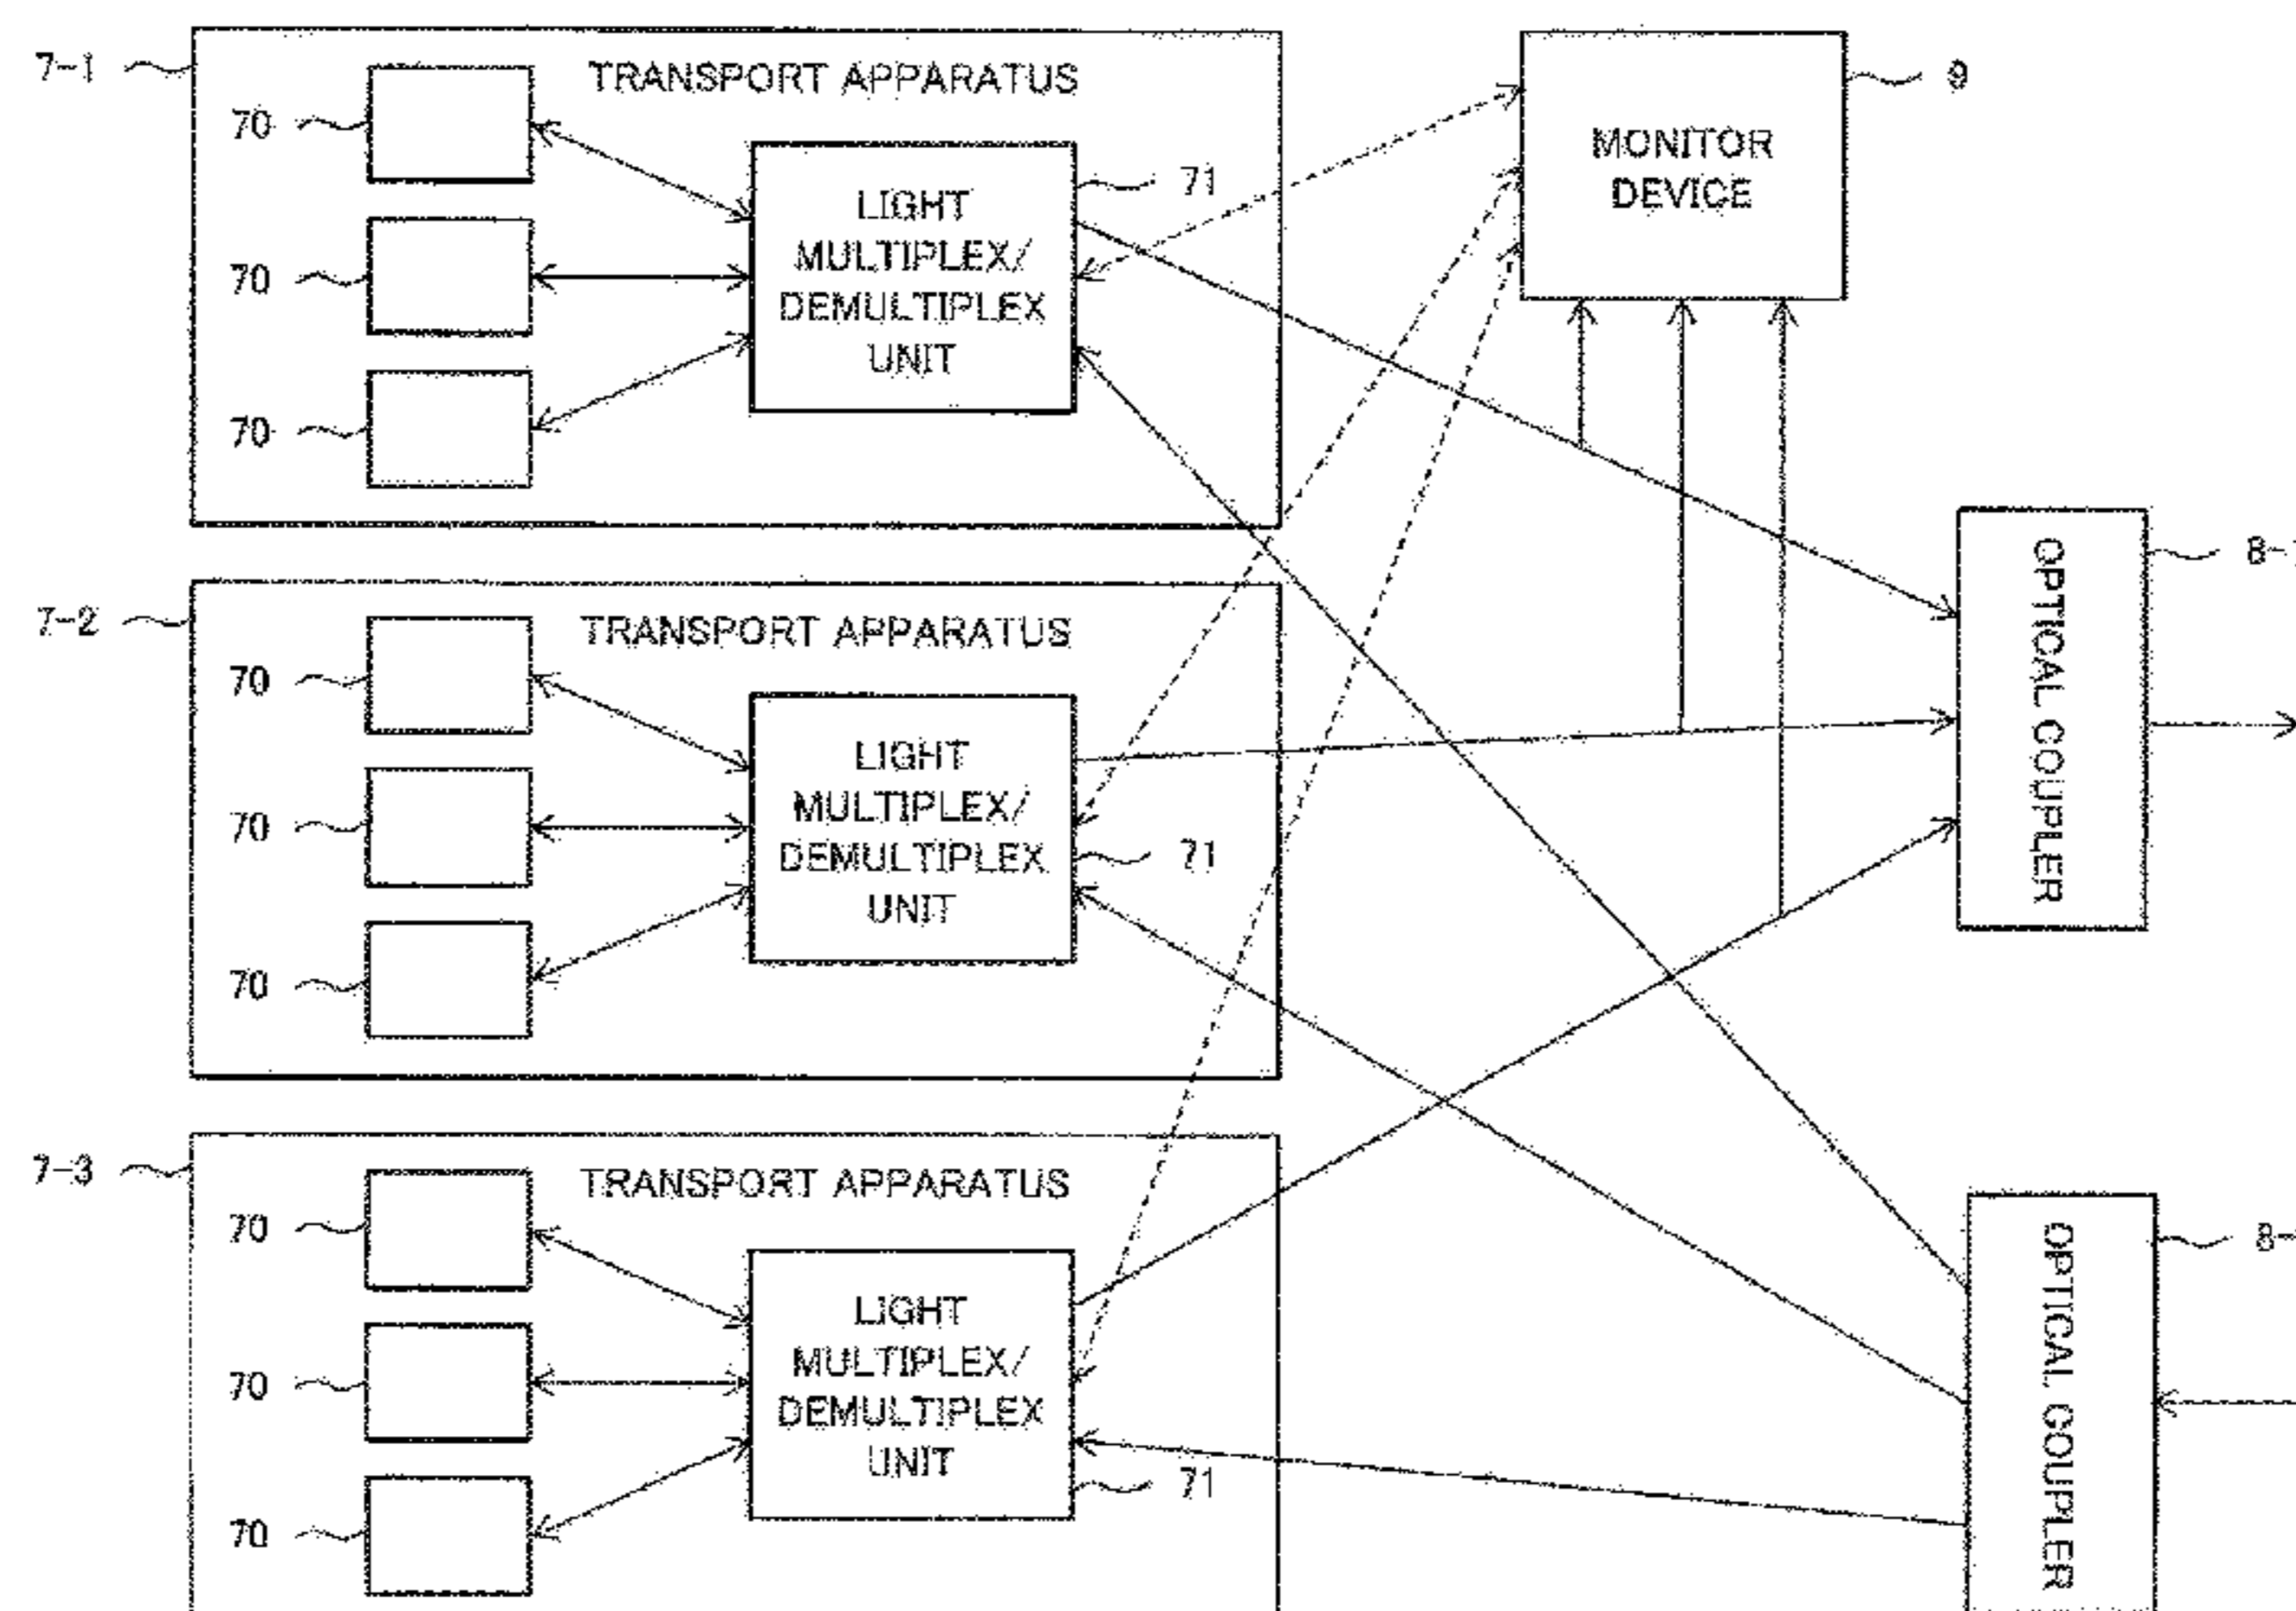 7-1
TRANSPORT APPARATUS
70
70
70
LIGHT
MULTIPLEX/
DEMULTIPLEX
UNIT
71
MONITOR
DEVICE
9
7-2
TRANSPORT APPARATUS
70
70
70
LIGHT
MULTIPLEX/
DEMULTIPLEX
UNIT
71
OPTICAL COUPLER
7-3
TRANSPORT APPARATUS
70
70
70
LIGHT
MULTIPLEX/
DEMULTIPLEX
UNIT
71
OPTICAL COUPLER